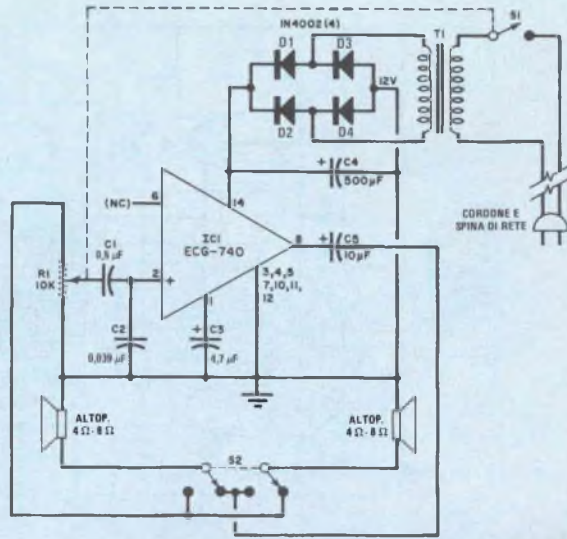 IN4002(4)
D1
D3
D2
D4
12V
T1
S1
C4
500µF
CORDONE E
SPINA DI RETE
(NC)
6
14
IC1
ECG-740
8
C5
10µF
R1
10K
C1
0,5 µF
2
+
3,4,5
7,10,11,
12
1
C2
0,039 µF
+
C3
4,7 µF
+
+
ALTOP.
4Ω-8Ω
ALTOP.
4Ω-8Ω
S2